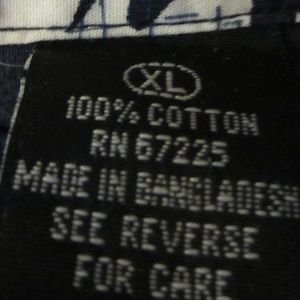 XL
100% COTTON
RN 67225
MADE IN BANGLADESH
SEE REVERSE
FOR CARE